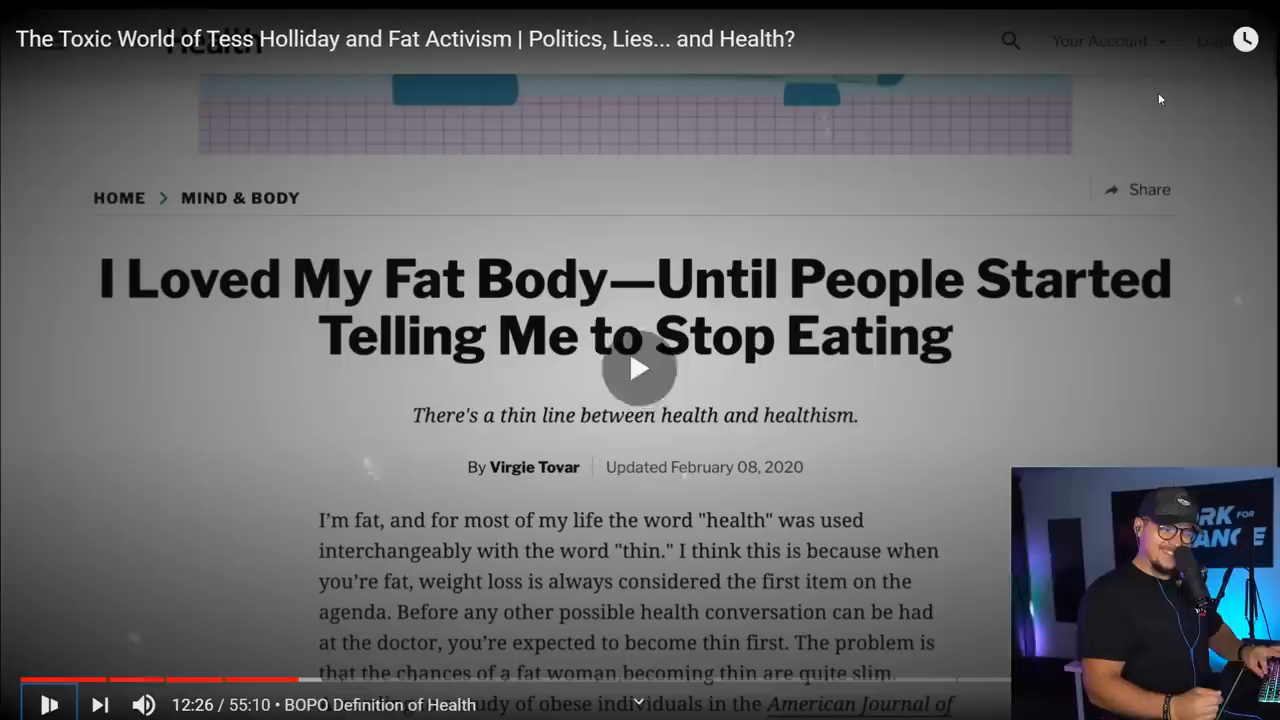 The Toxic World of Tess Holliday and Fat Activism | Politics, Lies... and Health?
Health
Your Account
Login
HOME > MIND & BODY
Share
I Loved My Fat Body—Until People Started
Telling Me to Stop Eating
There's a thin line between health and healthism.
By Virgie Tovar
Updated February 08, 2020
I'm fat, and for most of my life the word "health" was used
interchangeably with the word "thin." I think this is because when
you're fat, weight loss is always considered the first item on the
agenda. Before any other possible health conversation can be had
at the doctor, you're expected to become thin first. The problem is
that the chances of a fat woman becoming thin are quite slim.
udy of obese individuals in the American Journal of
12:26 / 55:10 • BOPO Definition of Health
FOR